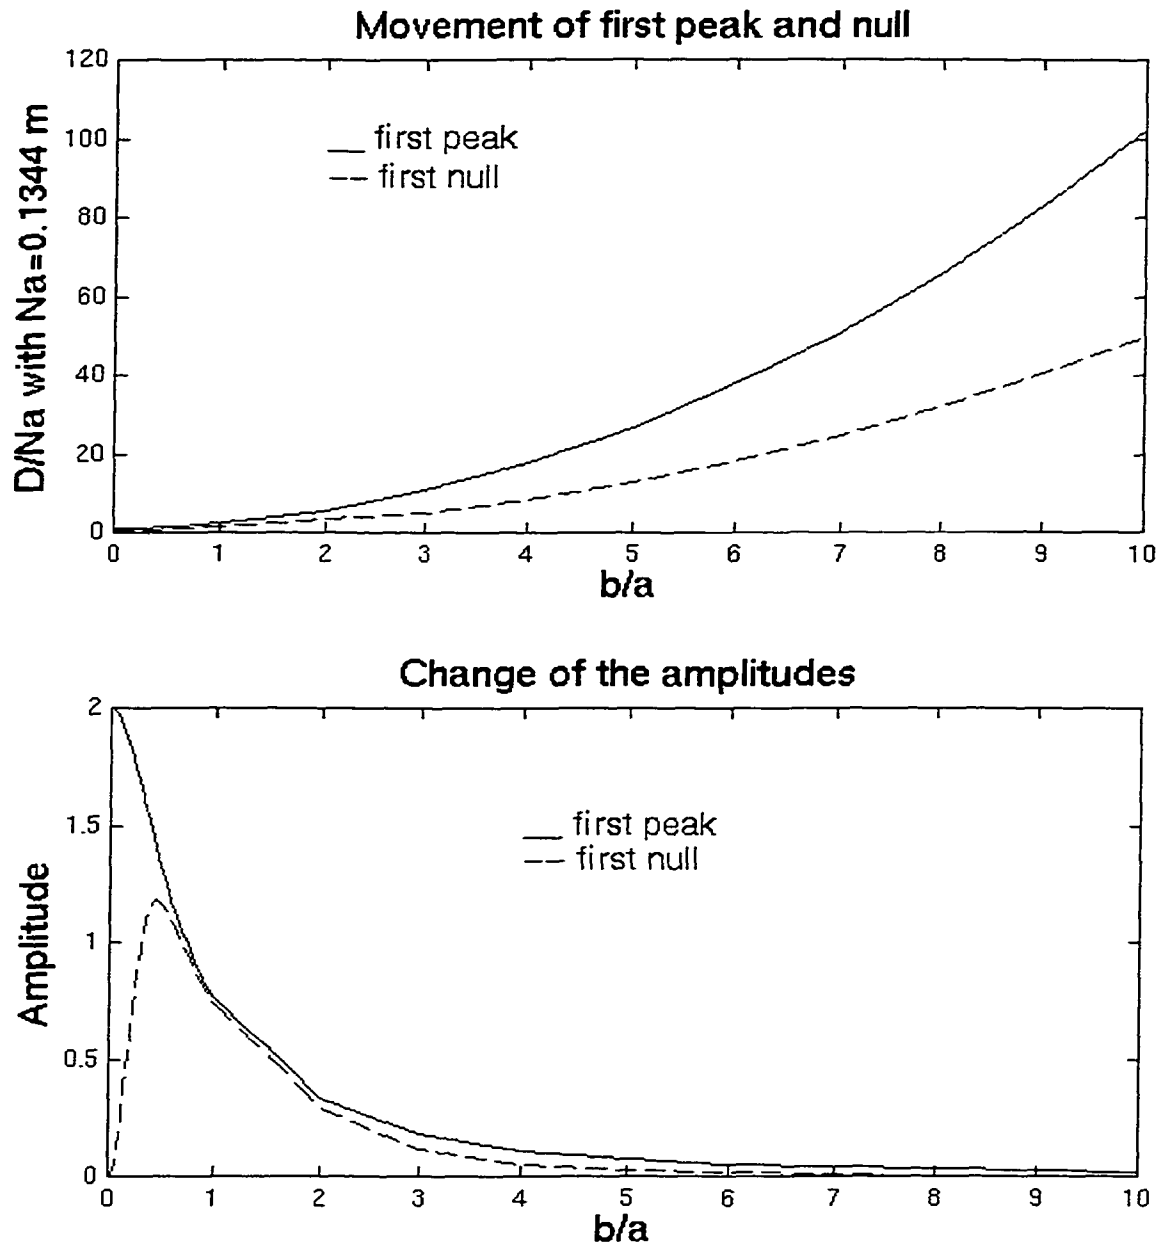 Movement of first peak and null
D/Na with Na=0.1344 m
120
100
80
60
40
20
0
first peak
first null
0 1 2 3 4 5 6 7 8 9 10
b/a
Change of the amplitudes
Amplitude
2
1.5
1
0.5
0
first peak
first null
0 1 2 3 4 5 6 7 8 9 10
b/a